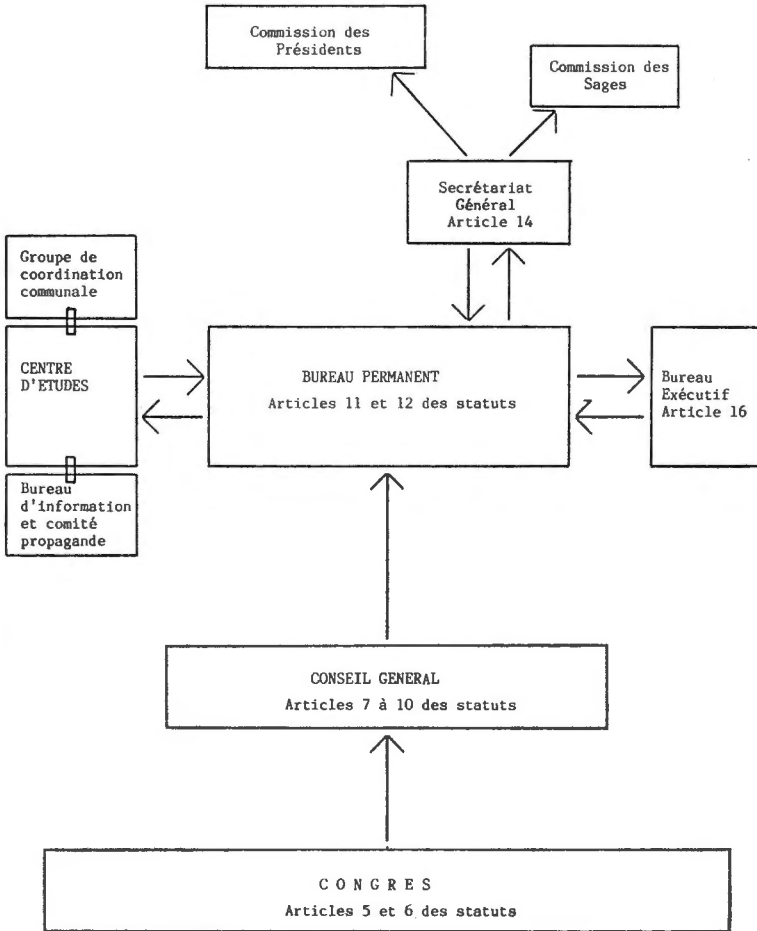 Commission des
Présidents
Commission des
Sages
Secrétariat
Général
Article 14
Groupe de
coordination
communale
CENTRE
D'ETUDES
BUREAU PERMANENT
Articles 11 et 12 des statuts
Bureau
Exécutif
Article 16
Bureau
d'information
et comité
propagande
CONSEIL GENERAL
Articles 7 à 10 des statuts
CONGRES
Articles 5 et 6 des statuts